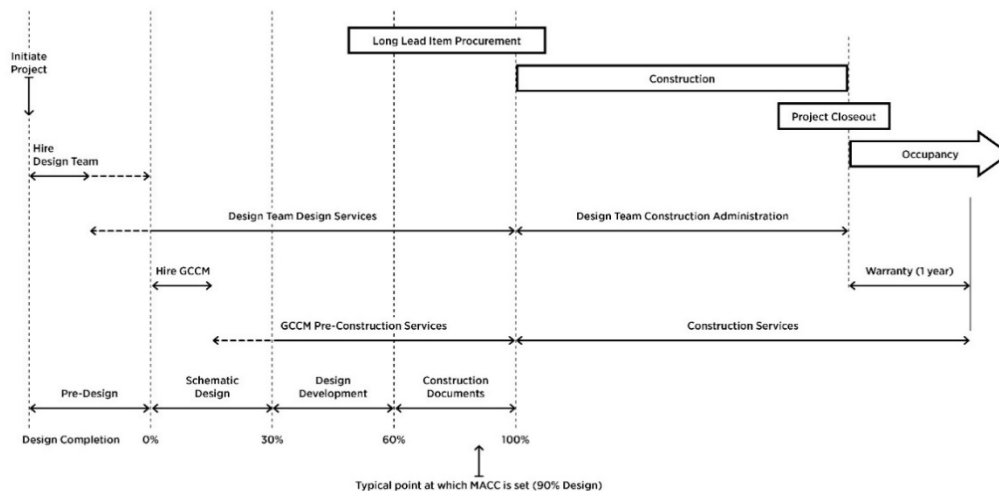 Long Lead Item Procurement
Initiate
Project
Construction
Project Closeout
Hire
Design Team
Occupancy
Design Team Design Services
Design Team Construction Administration
Hire GCCM
Warranty (1 year)
GCCM Pre-Construction Services
Construction Services
Pre-Design
Schematic
Design
Design
Development
Construction
Documents
Design Completion
0%
30%
60%
100%
Typical point at which MACC is set (90% Design)